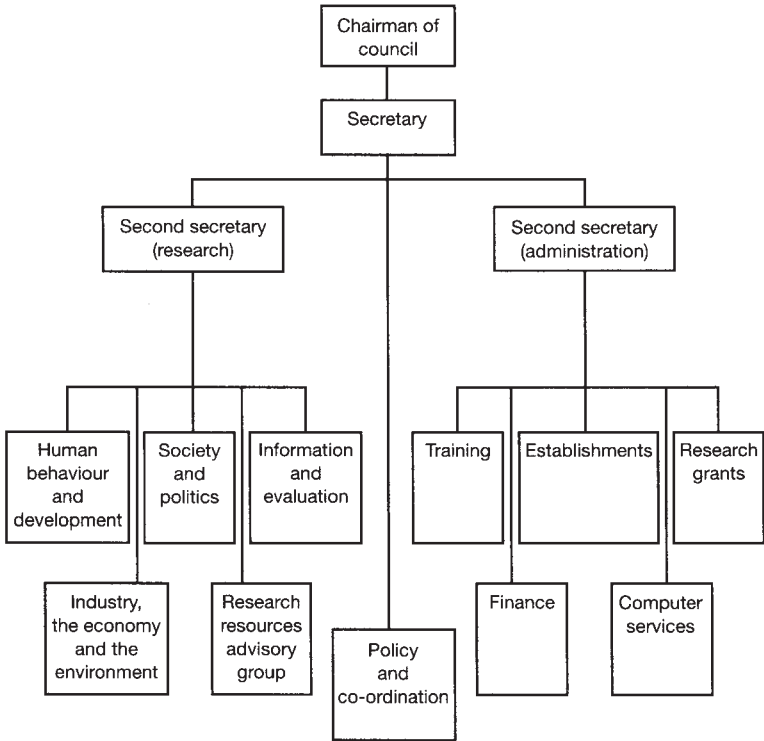 Chairman of
council
Secretary
Second secretary
(research)
Second secretary
(administration)
Human
behaviour
and
development
Society
and
politics
Information
and
evaluation
Training
Establishments
Research
grants
Industry,
the economy
and the
environment
Research
resources
advisory
group
Policy
and
co-ordination
Finance
Computer
services